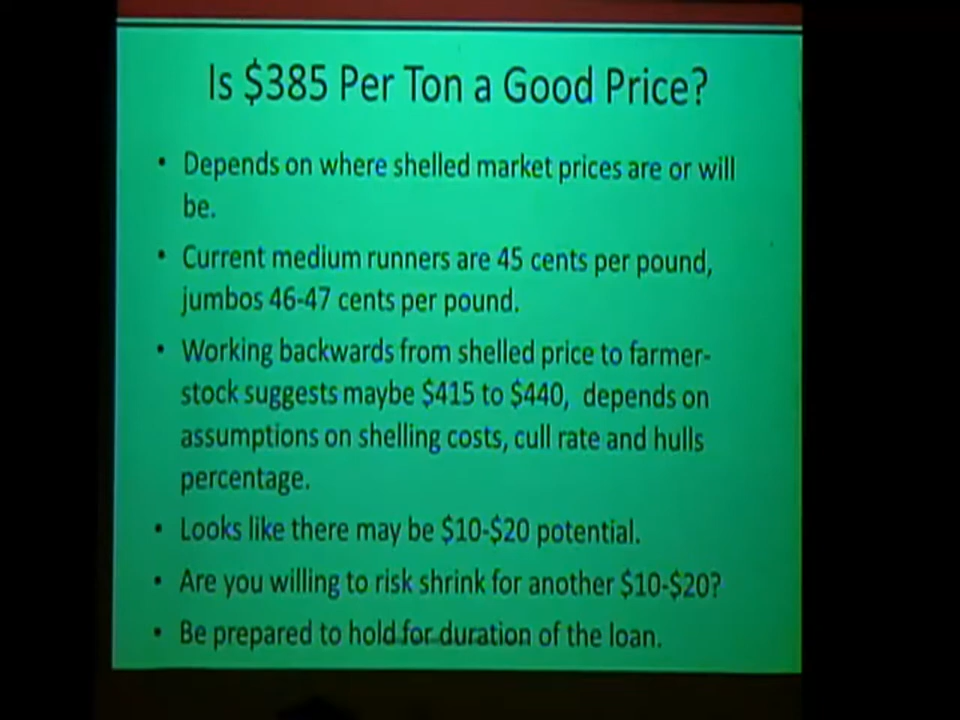 Is $385 Per Ton a Good Price?
• Depends on where shelled market prices are or will
be.
• Current medium runners are 45 cents per pound,
jumbos 46-47 cents per pound.
• Working backwards from shelled price to farmer-
stock suggests maybe $415 to $440, depends on
assumptions on shelling costs, cull rate and hulls
percentage.
• Looks like there may be $10-$20 potential.
• Are you willing to risk shrink for another $10-$20?
• Be prepared to hold for duration of the loan.